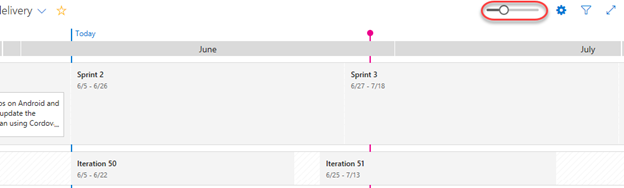 elivery
Today
June
July
Sprint 2
6/5 - 6/26
Sprint 3
6/27 - 7/18
os on Android and
update the
an using Cordov...
Iteration 50
6/5 - 6/22
Iteration 51
6/25 - 7/13